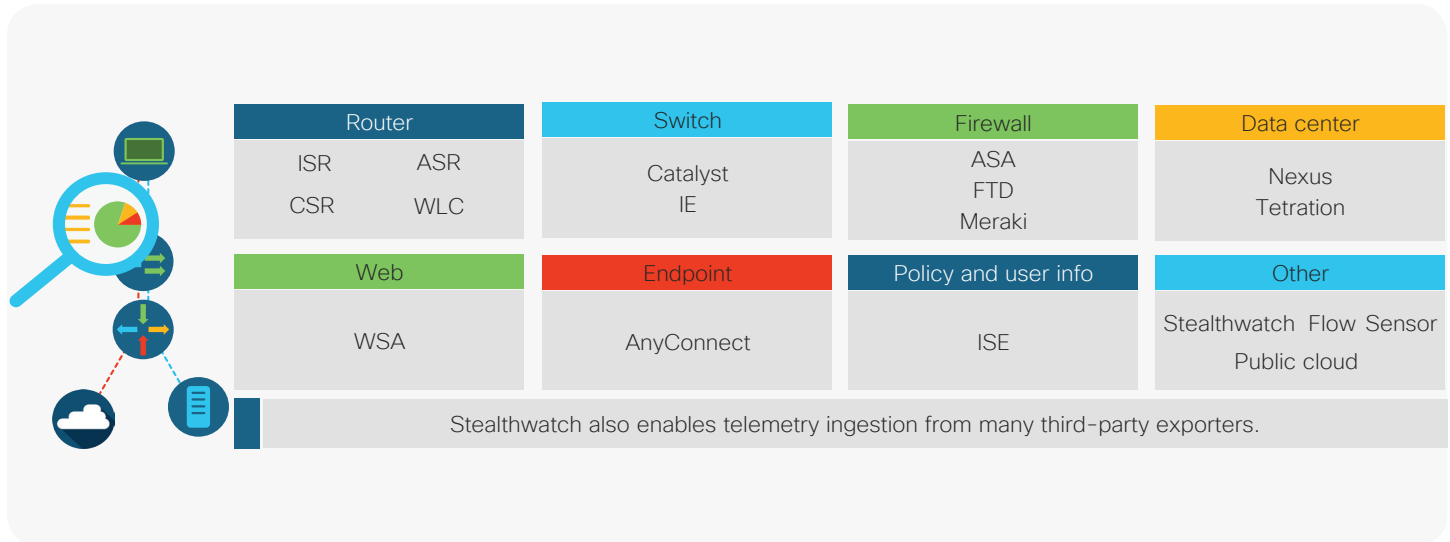 Router
ISR ASR
CSR WLC
Switch
Catalyst
IE
Firewall
ASA
FTD
Meraki
Data center
Nexus
Tetration
Web
WSA
Endpoint
AnyConnect
Policy and user info
ISE
Other
Stealthwatch Flow Sensor
Public cloud
Stealthwatch also enables telemetry ingestion from many third-party exporters.